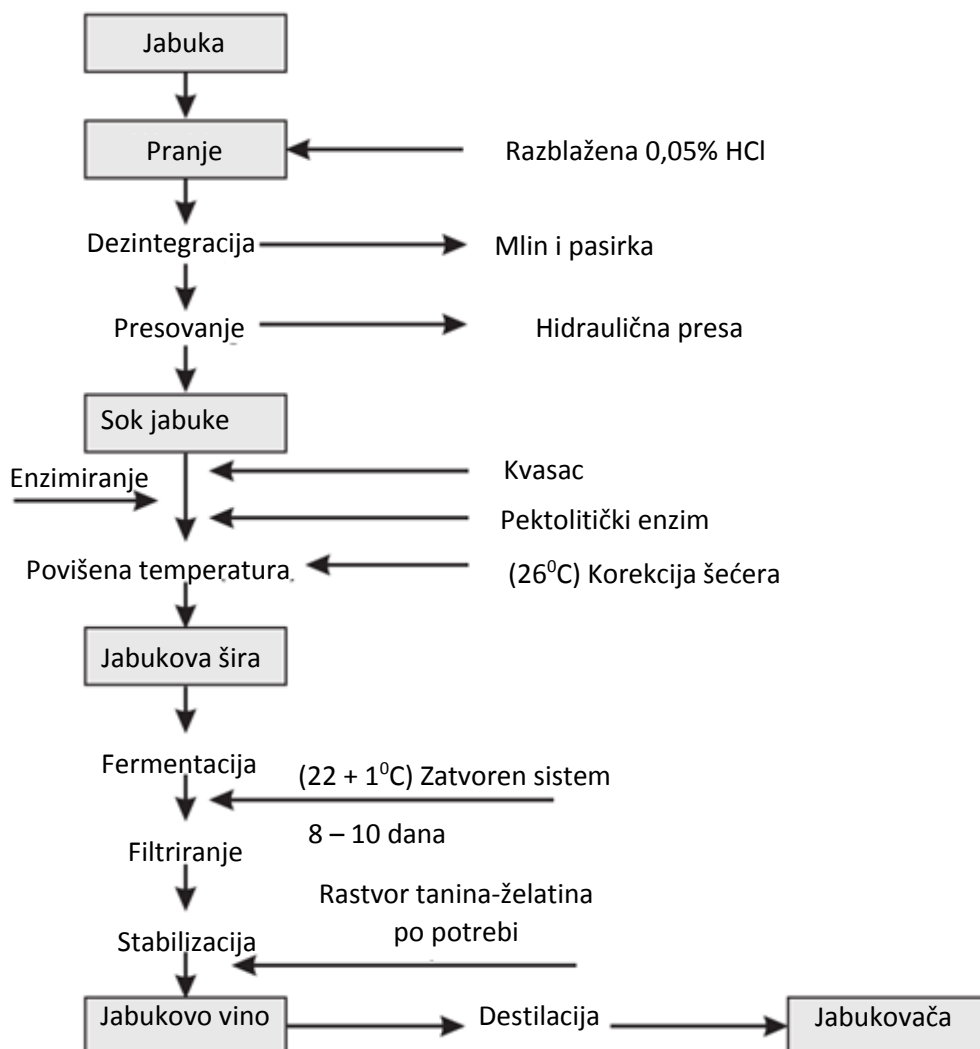 Jabuka
Pranje
Razblažena 0,05% HCl
Dezintegracija
Mlin i pasirka
Presovanje
Hidraulična presa
Sok jabuke
Kvasac
Enzimiranje
Pektolitički enzim
Povišena temperatura
(26⁰C) Korekcija šećera
Jabukova šira
Fermentacija
(22 + 1⁰C) Zatvoren sistem
8 – 10 dana
Filtriranje
Rastvor tanina-želatina
po potrebi
Stabilizacija
Jabukovo vino
Destilacija
Jabukovača